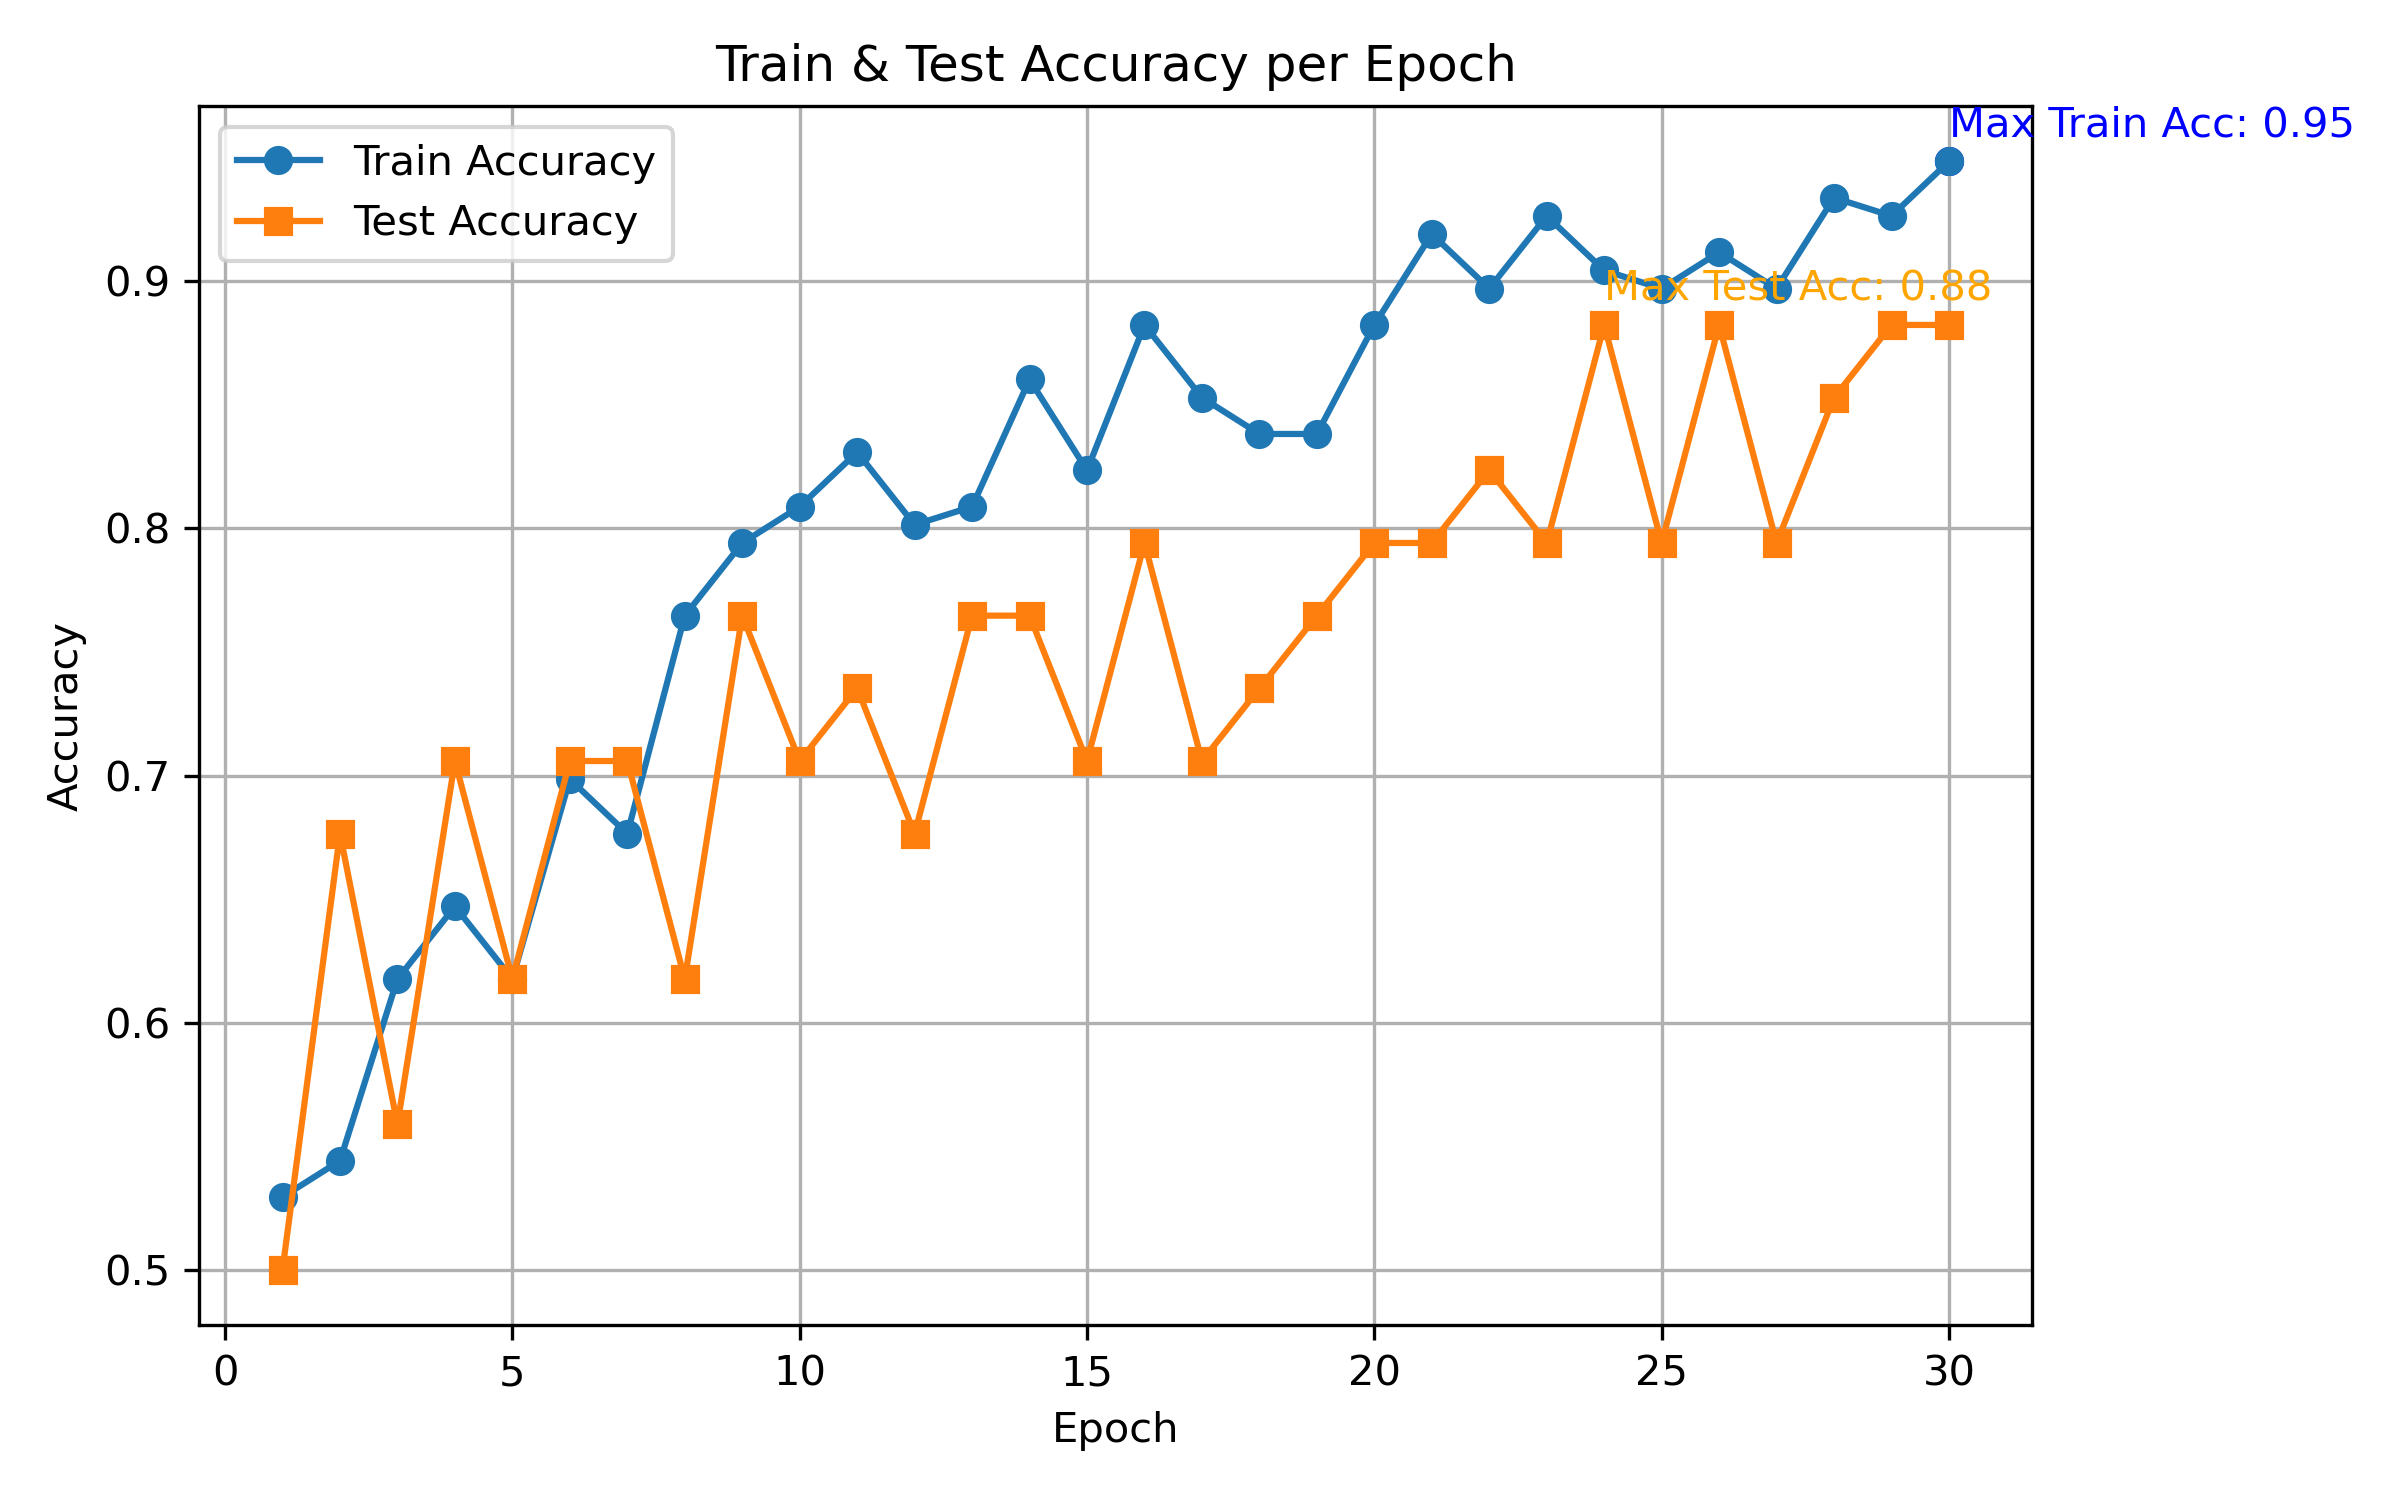 Train & Test Accuracy per Epoch
Max Train Acc: 0.95
Train Accuracy
Test Accuracy
Max Test Acc: 0.88
0.9
0.8
0.7
0.6
0.5
Accuracy
0 5 10 15 20 25 30
Epoch